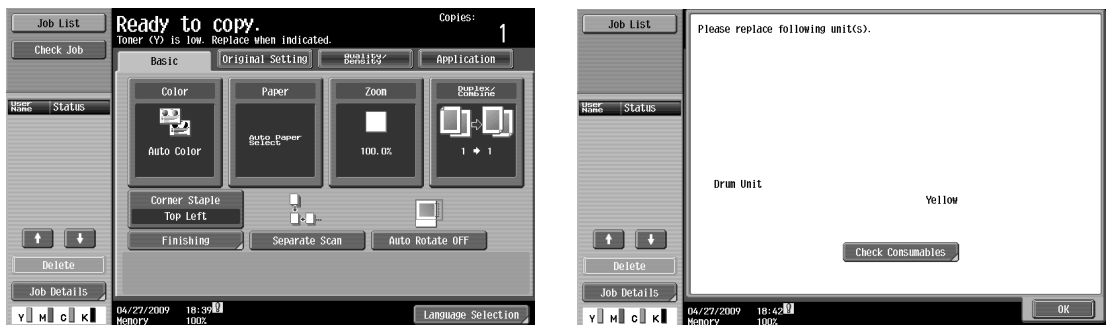 Job List
Check Job
User Name
Status
Delete
Job Details
Y M C K
Ready to copy.
Toner (Y) is low. Replace when indicated.
Copies:
1
Basic
Original Setting
Quality/
Density
Application
Color
Auto Color
Paper
Auto Paper
Select
Zoom
100.0%
Duplex/
Combine
1 → 1
Corner Staple
Top Left
Finishing
Separate Scan
Auto Rotate OFF
04/27/2009 18:39
Memory 100%
Language Selection
Job List
User Name
Status
Delete
Job Details
Y M C K
Please replace following unit(s).
Drum Unit
Yellow
Check Consumables
04/27/2009 18:42
Memory 100%
OK